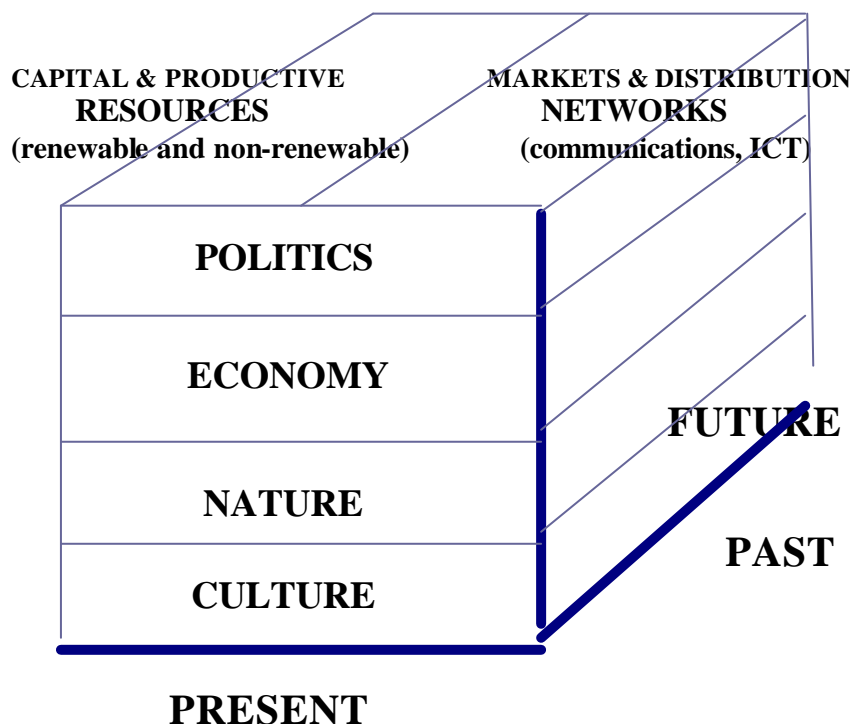 CAPITAL & PRODUCTIVE
RESOURCES
(renewable and non-renewable)
MARKETS & DISTRIBUTION
NETWORKS
(communications, ICT)
POLITICS
ECONOMY
NATURE
CULTURE
FUTURE
PAST
PRESENT